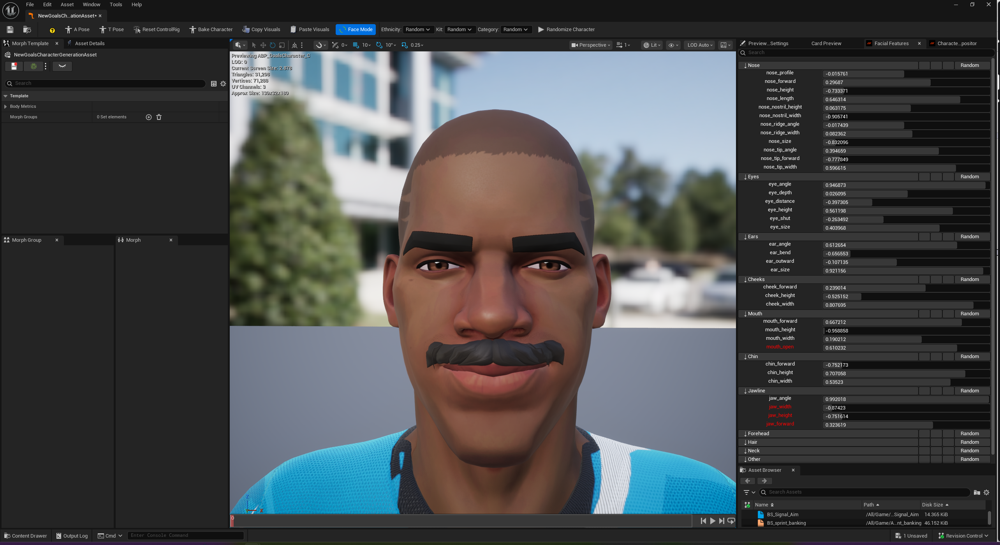 File Edit Asset Window Tools Help
NewGoalsCh...ationAsset*
? A Pose T Pose Reset ControlRig Bake Character Copy Visuals Paste Visuals Face Mode Ethnicity: Random Kit: Random Category: Random Randomize Character
Morph Template Asset Details
NewGoalsCharacterGenerationAsset
Search
Template
Body Metrics
Morph Groups 0 Set elements
Morph Group Morph
0 10 10° 0.25 Perspective 1 Lit LOD Auto
Previewing ABP_GoalsCharacter_C
LOD: 0
Current Screen Size: 2.878
Triangles: 31,298
Vertices: 71,288
UV Channels: 3
Approx Size: 139x32x180
Z
X
0
Preview...Settings Card Preview Facial Features Characte...positor
Search
Nose Random
nose_profile -0.015761
nose_forward 0.29687
nose_height -0.733371
nose_length 0.646314
nose_nostril_height 0.063175
nose_nostril_width -0.905741
nose_ridge_angle -0.017439
nose_ridge_width 0.082362
nose_size -0.832096
nose_tip_angle 0.394659
nose_tip_forward -0.777849
nose_tip_width 0.596615
Eyes Random
eye_angle 0.946873
eye_depth 0.026095
eye_distance -0.397305
eye_height 0.561198
eye_shut -0.263492
eye_size 0.403968
Ears Random
ear_angle 0.612654
ear_bend -0.656553
ear_outward -0.107135
ear_size 0.921156
Cheeks Random
cheek_forward 0.239014
cheek_height -0.525152
cheek_width 0.807695
Mouth Random
mouth_forward 0.667212
mouth_height -0.958858
mouth_width 0.190212
mouth_open 0.610232
Chin Random
chin_forward -0.752173
chin_height 0.707058
chin_width 0.53523
Jawline Random
jaw_angle 0.992018
jaw_width -0.87423
jaw_height -0.751614
jaw_forward 0.323619
Forehead Random
Hair Random
Neck Random
Other Random
Asset Browser
Search Assets
Name Path Disk Size
BS_Signal_Aim /All/Game/...Signal_Aim 14.365 KiB
BS_sprint_banking /All/Game/A...nt_banking 46.152 KiB
Content Drawer Output Log Cmd Enter Console Command 1 Unsaved Revision Control